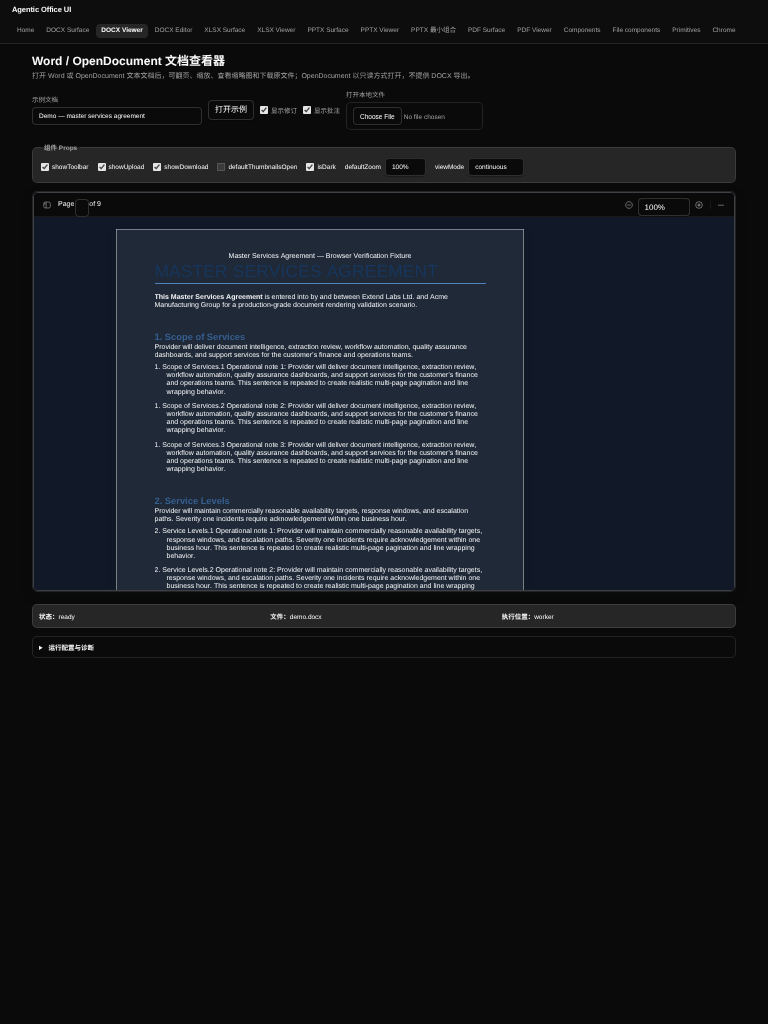 Agentic Office UI
Home DOCX Surface DOCX Viewer DOCX Editor XLSX Surface XLSX Viewer PPTX Surface PPTX Viewer PPTX 最小组合 PDF Surface PDF Viewer Components File components Primitives Chrome
Word / OpenDocument 文档查看器
打开 Word 或 OpenDocument 文本文档后，可翻页、缩放、查看缩略图和下载原文件；OpenDocument 以只读方式打开，不提供 DOCX 导出。
示例文档
Demo — master services agreement
打开示例
显示修订
显示批注
打开本地文件
Choose File No file chosen
组件 Props
showToolbar showUpload showDownload defaultThumbnailsOpen isDark defaultZoom 100% viewMode continuous
Page of 9
100%
Master Services Agreement — Browser Verification Fixture
MASTER SERVICES AGREEMENT
This Master Services Agreement is entered into by and between Extend Labs Ltd. and Acme
Manufacturing Group for a production-grade document rendering validation scenario.
1. Scope of Services
Provider will deliver document intelligence, extraction review, workflow automation, quality assurance
dashboards, and support services for the customer's finance and operations teams.
1. Scope of Services.1 Operational note 1: Provider will deliver document intelligence, extraction review,
workflow automation, quality assurance dashboards, and support services for the customer's finance
and operations teams. This sentence is repeated to create realistic multi-page pagination and line
wrapping behavior.
1. Scope of Services.2 Operational note 2: Provider will deliver document intelligence, extraction review,
workflow automation, quality assurance dashboards, and support services for the customer's finance
and operations teams. This sentence is repeated to create realistic multi-page pagination and line
wrapping behavior.
1. Scope of Services.3 Operational note 3: Provider will deliver document intelligence, extraction review,
workflow automation, quality assurance dashboards, and support services for the customer's finance
and operations teams. This sentence is repeated to create realistic multi-page pagination and line
wrapping behavior.
2. Service Levels
Provider will maintain commercially reasonable availability targets, response windows, and escalation
paths. Severity one incidents require acknowledgement within one business hour.
2. Service Levels.1 Operational note 1: Provider will maintain commercially reasonable availability targets,
response windows, and escalation paths. Severity one incidents require acknowledgement within one
business hour. This sentence is repeated to create realistic multi-page pagination and line wrapping
behavior.
2. Service Levels.2 Operational note 2: Provider will maintain commercially reasonable availability targets,
response windows, and escalation paths. Severity one incidents require acknowledgement within one
business hour. This sentence is repeated to create realistic multi-page pagination and line wrapping
状态：ready
文件：demo.docx
执行位置：worker
运行配置与诊断